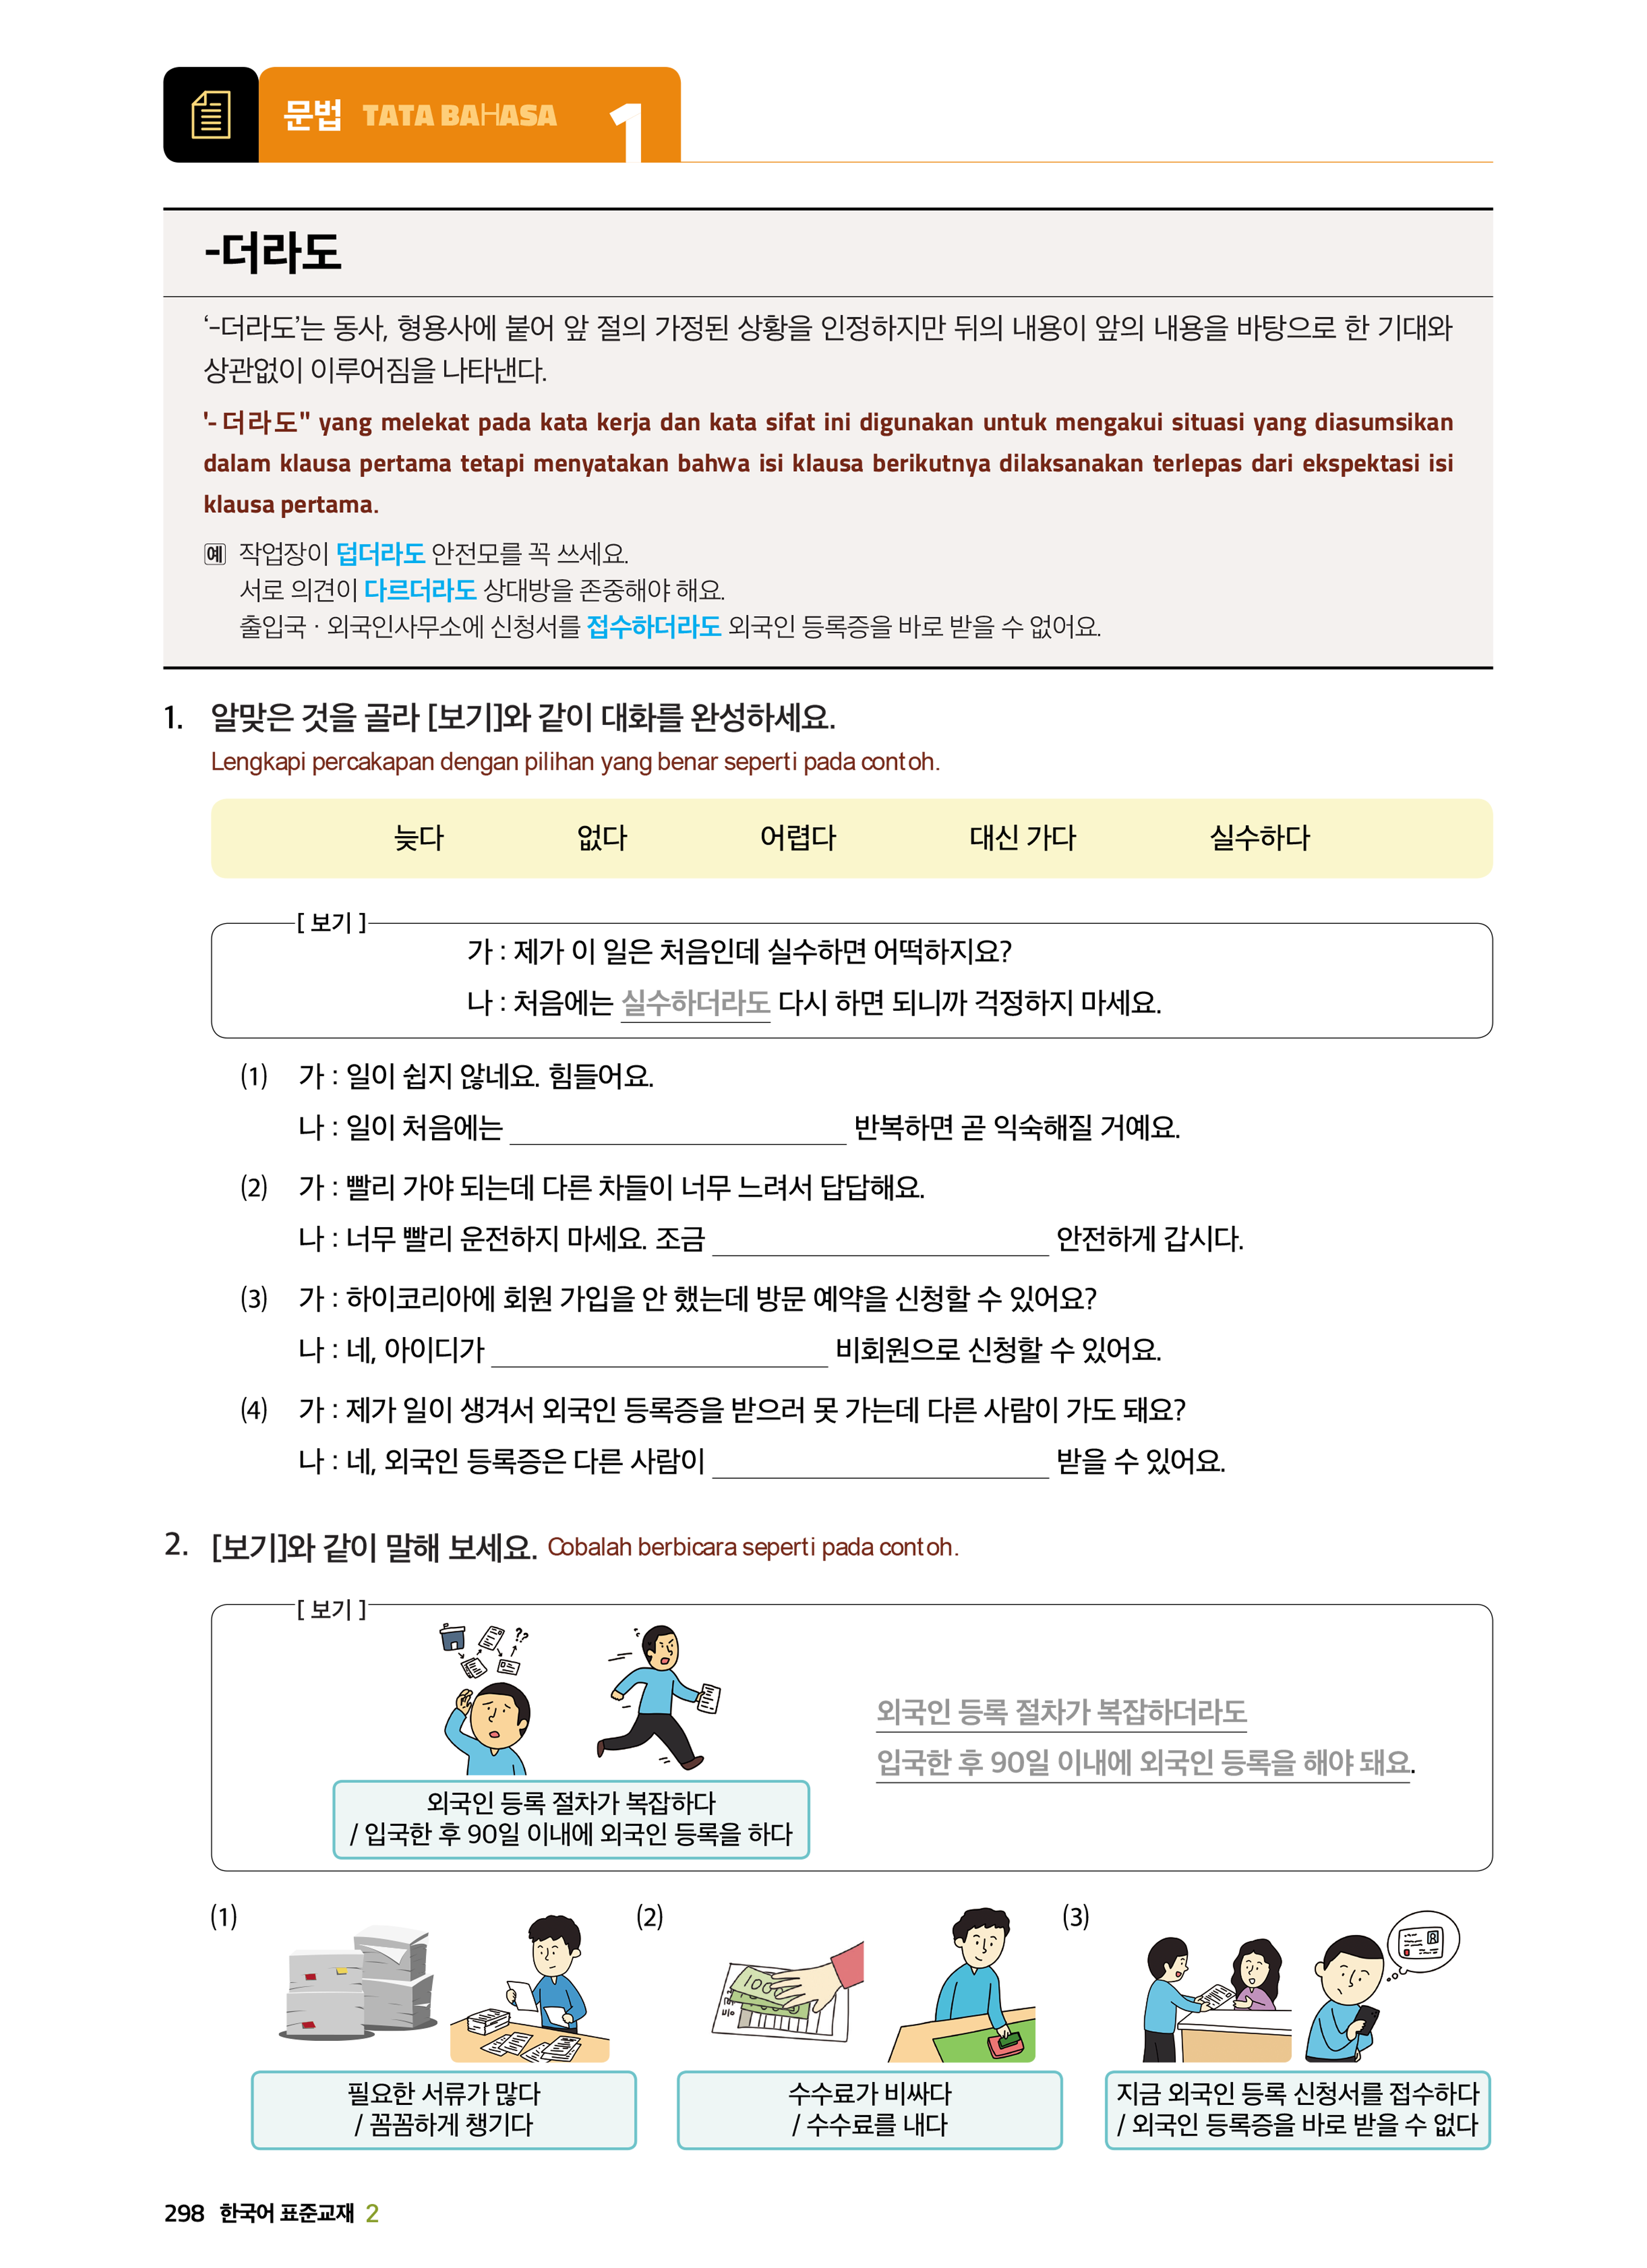 문법 TATA BAHASA 1
-더라도
‘-더라도’는 동사, 형용사에 붙어 앞 절의 가정된 상황을 인정하지만 뒤의 내용이 앞의 내용을 바탕으로 한 기대와
상관없이 이루어짐을 나타낸다.
'-더라도" yang melekat pada kata kerja dan kata sifat ini digunakan untuk mengakui situasi yang diasumsikan
dalam klausa pertama tetapi menyatakan bahwa isi klausa berikutnya dilaksanakan terlepas dari ekspektasi isi
klausa pertama.
예 작업장이 덥더라도 안전모를 꼭 쓰세요.
서로 의견이 다르더라도 상대방을 존중해야 해요.
출입국 · 외국인사무소에 신청서를 접수하더라도 외국인 등록증을 바로 받을 수 없어요.
1. 알맞은 것을 골라 [보기]와 같이 대화를 완성하세요.
Lengkapi percakapan dengan pilihan yang benar seperti pada contoh.
늦다 없다 어렵다 대신 가다 실수하다
[ 보기 ]
가 : 제가 이 일은 처음인데 실수하면 어떡하지요?
나 : 처음에는 실수하더라도 다시 하면 되니까 걱정하지 마세요.
(1) 가 : 일이 쉽지 않네요. 힘들어요.
나 : 일이 처음에는 반복하면 곧 익숙해질 거예요.
(2) 가 : 빨리 가야 되는데 다른 차들이 너무 느려서 답답해요.
나 : 너무 빨리 운전하지 마세요. 조금 안전하게 갑시다.
(3) 가 : 하이코리아에 회원 가입을 안 했는데 방문 예약을 신청할 수 있어요?
나 : 네, 아이디가 비회원으로 신청할 수 있어요.
(4) 가 : 제가 일이 생겨서 외국인 등록증을 받으러 못 가는데 다른 사람이 가도 돼요?
나 : 네, 외국인 등록증은 다른 사람이 받을 수 있어요.
2. [보기]와 같이 말해 보세요. Cobalah berbicara seperti pada contoh.
[ 보기 ]
??
외국인 등록 절차가 복잡하더라도
입국한 후 90일 이내에 외국인 등록을 해야 돼요.
외국인 등록 절차가 복잡하다
/ 입국한 후 90일 이내에 외국인 등록을 하다
(1)
(2)
(3)
필요한 서류가 많다
/ 꼼꼼하게 챙기다
수수료가 비싸다
/ 수수료를 내다
지금 외국인 등록 신청서를 접수하다
/ 외국인 등록증을 바로 받을 수 없다
298 한국어 표준교재 2